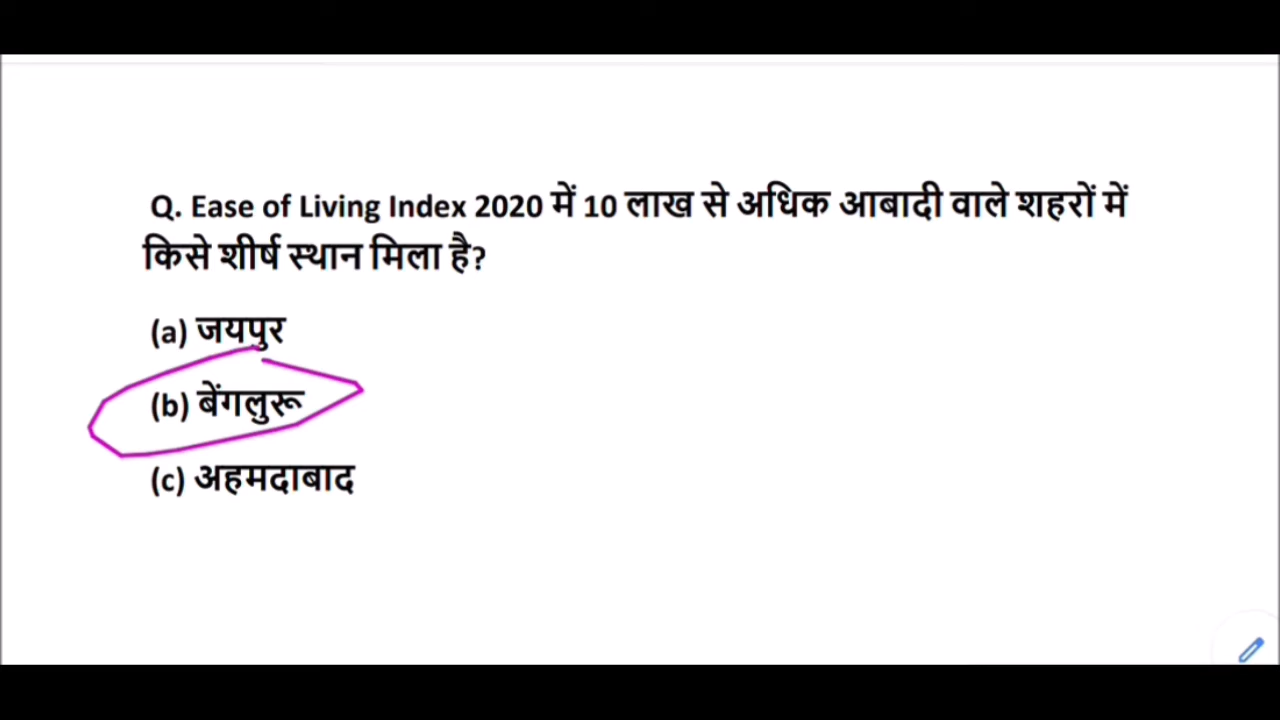 Q. Ease of Living Index 2020 में 10 लाख से अधिक आबादी वाले शहरों में
किसे शीर्ष स्थान मिला है?
(a) जयपुर
(b) बेंगलुरू
(c) अहमदाबाद